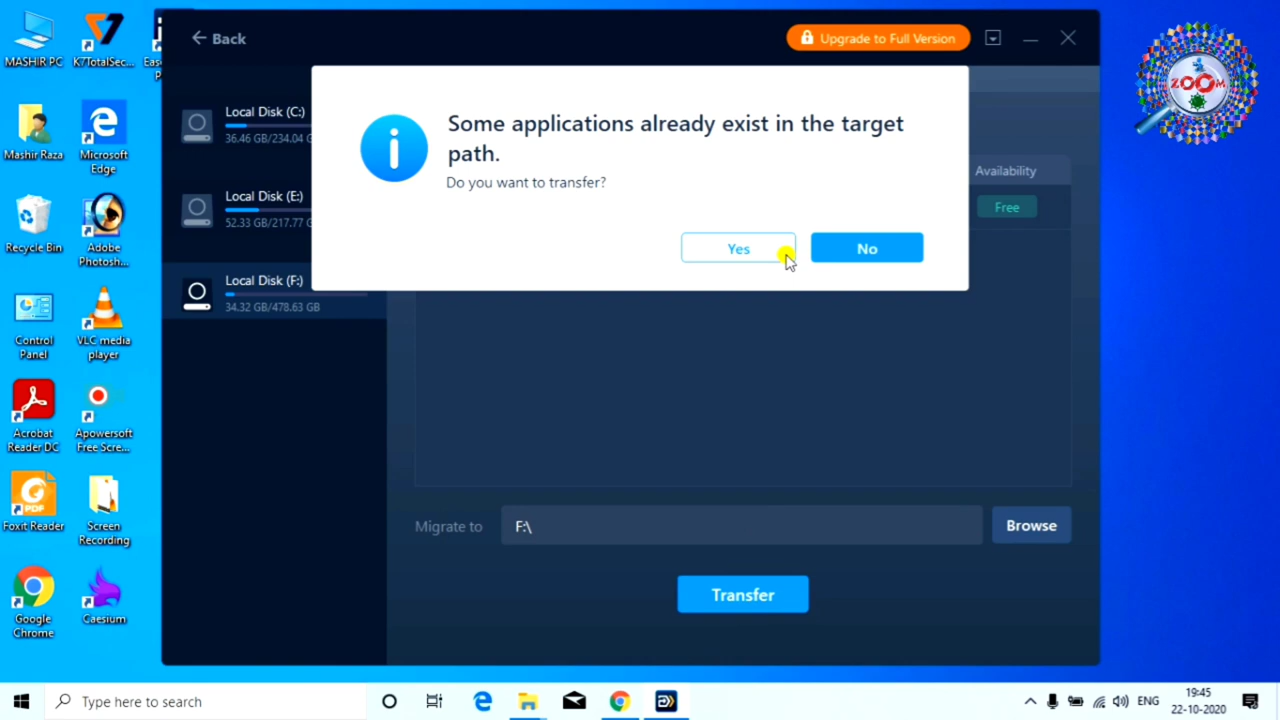 MASHIR PC
K7TotalSec...
Eas
P
Mashir Raza
Microsoft
Edge
Recycle Bin
Adobe
Photosh...
Control
Panel
VLC media
player
Acrobat
Reader DC
Apowersoft
Free Scre...
PDF
Foxit Reader
Screen
Recording
Google
Chrome
Caesium
Back
Upgrade to Full Version
Local Disk (C:)
36.46 GB/234.04 G
Local Disk (E:)
52.33 GB/217.77 G
Local Disk (F:)
34.32 GB/478.63 GB
Some applications already exist in the target
path.
Do you want to transfer?
Yes
No
Availability
Free
Migrate to
F:\
Browse
Transfer
ZOOM
Type here to search
ENG
19:45
22-10-2020